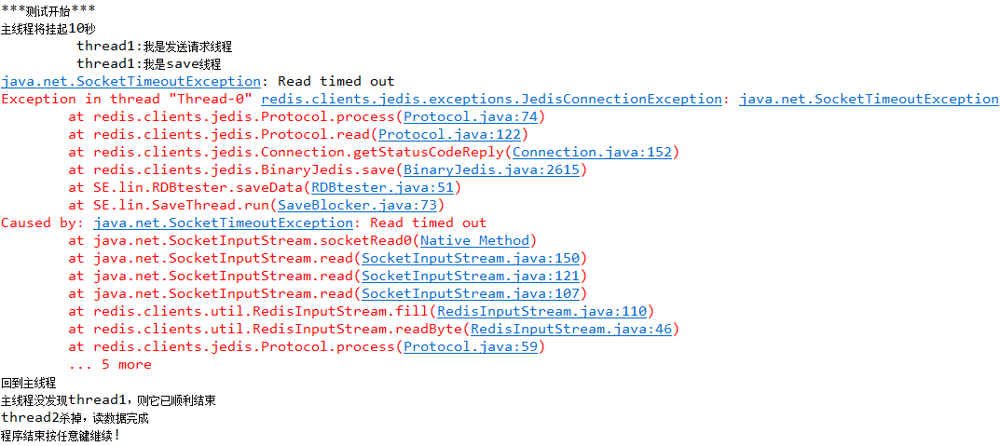 ***测试开始***
主线程将挂起10秒
thread1:我是发送请求线程
thread1:我是save线程
java.net.SocketTimeoutException: Read timed out
Exception in thread "Thread-0" redis.clients.jedis.exceptions.JedisConnectionException: java.net.SocketTimeoutException
at redis.clients.jedis.Protocol.process(Protocol.java:74)
at redis.clients.jedis.Protocol.read(Protocol.java:122)
at redis.clients.jedis.Connection.getStatusCodeReply(Connection.java:152)
at redis.clients.jedis.BinaryJedis.save(BinaryJedis.java:2615)
at SE.lin.RDBtester.saveData(RDBtester.java:51)
at SE.lin.SaveThread.run(SaveBlocker.java:73)
Caused by: java.net.SocketTimeoutException: Read timed out
at java.net.SocketInputStream.socketRead0(Native Method)
at java.net.SocketInputStream.read(SocketInputStream.java:150)
at java.net.SocketInputStream.read(SocketInputStream.java:121)
at java.net.SocketInputStream.read(SocketInputStream.java:107)
at redis.clients.util.RedisInputStream.fill(RedisInputStream.java:110)
at redis.clients.util.RedisInputStream.readByte(RedisInputStream.java:46)
at redis.clients.jedis.Protocol.process(Protocol.java:59)
... 5 more
回到主线程
主线程没发现thread1，则它已顺利结束
thread2杀掉，读数据完成
程序结束按任意键继续!